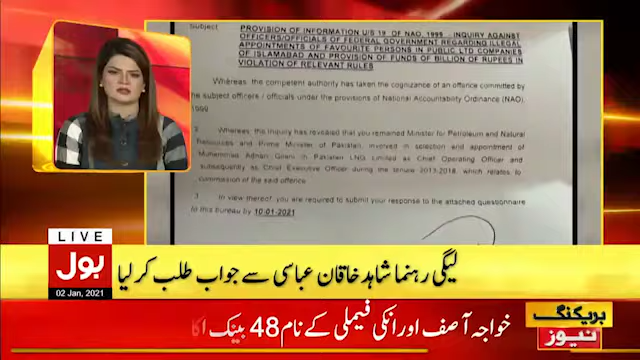 Subject
PROVISION OF INFORMATION U/S 19 OF NAO, 1999 - INQUIRY AGAINST
OFFICERS/OFFICIALS OF FEDERAL GOVERNMENT REGARDING ILLEGAL
APPOINTMENTS OF FAVOURITE PERSONS IN PUBLIC LTD COMPANIES
OF ISLAMABAD AND PROVISION OF FUNDS OF BILLION OF RUPEES IN
VIOLATION OF RELEVANT RULES
Whereas, the competent authority has taken the cognizance of an offence committed by
the subject officers / officials under the provisions of National Accountability Ordinance (NAO),
1999
2 Whereas, the Inquiry has revealed that you remained Minister for Petroleum and Natural
Resources and Prime Minister of Pakistan, involved in selection and appointment of
Muhammad Adnan Gilani in Pakistan LNG Limited as Chief Operating Officer and
subsequently as Chief Executive Officer during the tenure 2013-2018, which relates to
commission of the said offence.
3 In view thereof, you are required to submit your response to the attached questionnaire
to this bureau by 10-01-2021
LIVE
بول
02 Jan, 2021
لیگی رہنما شاہد خاقان عباسی سے جواب طلب کر لیا
بریکنگ
نیوز
خواجہ آصف اور انکی فیملی کے نام 48 بینک اکا